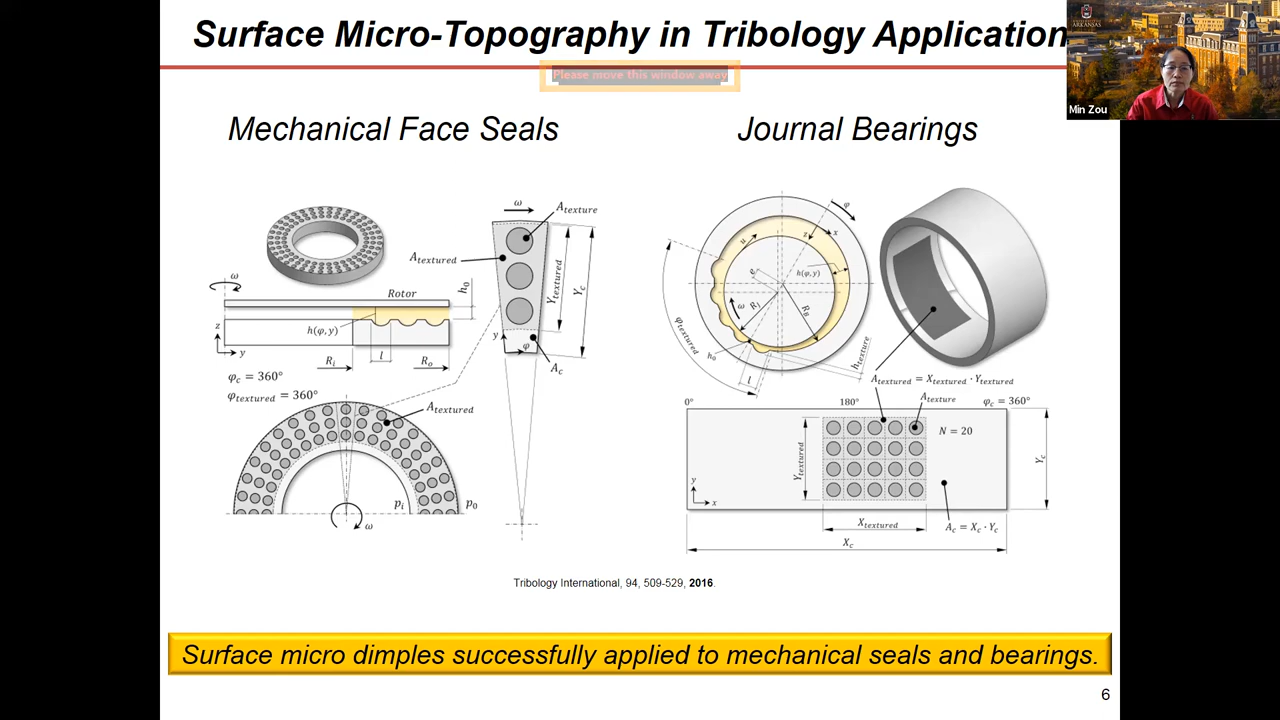 Surface Micro-Topography in Tribology Application
Please move this window away
ARKANSAS
Min Zou
Mechanical Face Seals
Journal Bearings
ω
A_texture
A_textured
Y_textured
Y_c
y
φ
A_c
ω
Rotor
h_0
h(φ,y)
z
y
R_i
l
R_o
φ_c = 360°
φ_textured = 360°
A_textured
p_i
p_0
ω
φ
z
x
u
h(φ,y)
e
ω
R_J
R_B
φ_textured
h_0
l
h_texture
A_textured = X_textured · Y_textured
A_texture
0°
180°
φ_c = 360°
N = 20
Y_textured
Y_c
y
x
X_textured
A_c = X_c · Y_c
X_c
Tribology International, 94, 509-529, 2016.
Surface micro dimples successfully applied to mechanical seals and bearings.
6